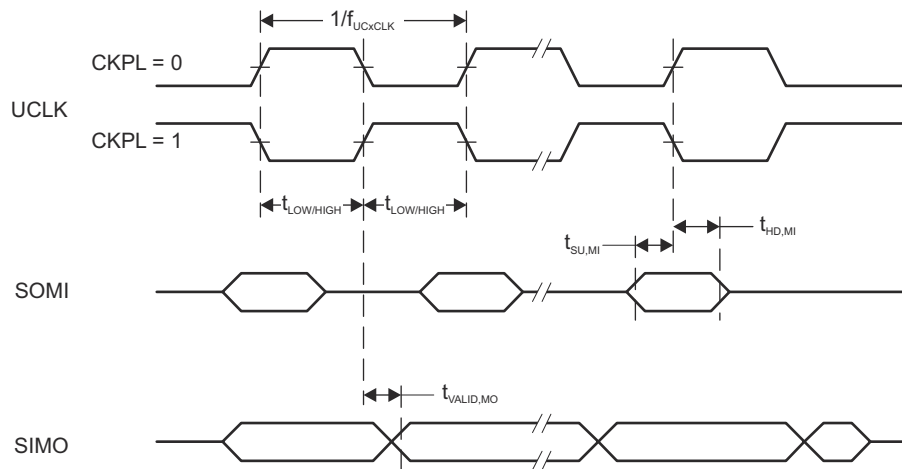 1/fUCxCLK
CKPL = 0
UCLK
CKPL = 1
tLOW/HIGH tLOW/HIGH
tSU,MI tHD,MI
SOMI
tVALID,MO
SIMO